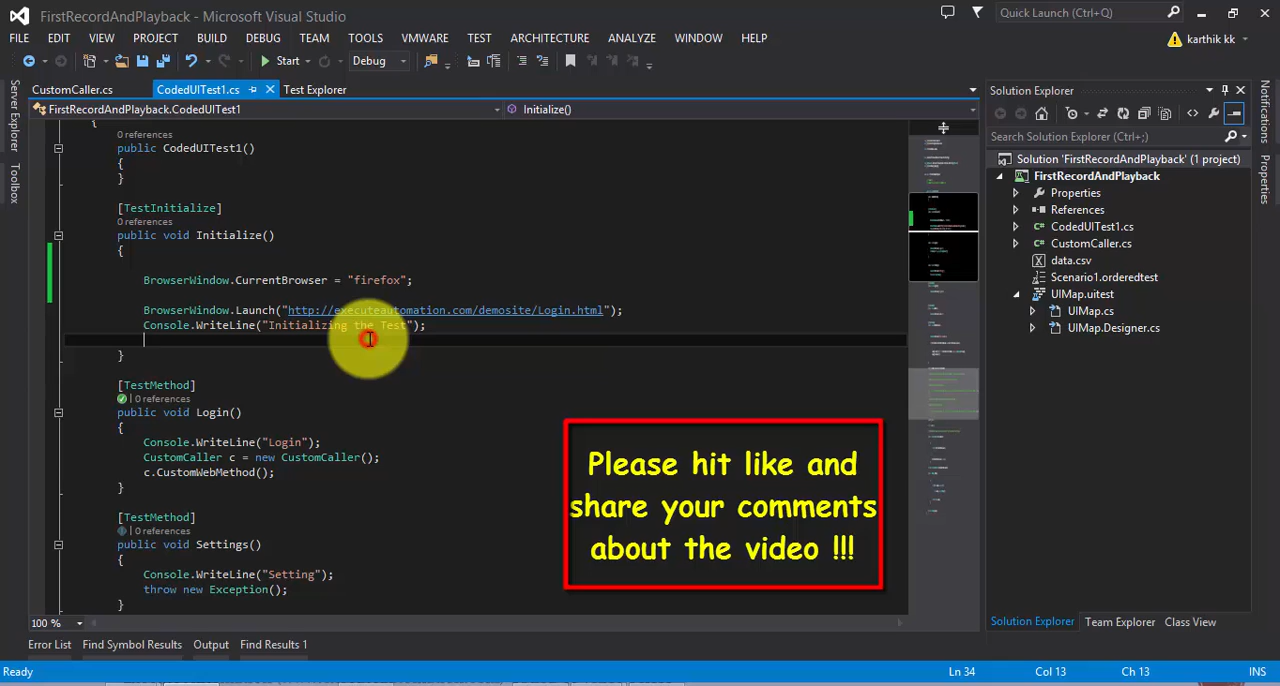 FirstRecordAndPlayback - Microsoft Visual Studio
Quick Launch (Ctrl+Q)
FILE EDIT VIEW PROJECT BUILD DEBUG TEAM TOOLS VMWARE TEST ARCHITECTURE ANALYZE WINDOW HELP
karthik kk
Start Debug
CustomCaller.cs CodedUITest1.cs Test Explorer
FirstRecordAndPlayback.CodedUITest1 Initialize()
Server Explorer
Toolbox
{
0 references
public CodedUITest1()
{
}
[TestInitialize]
0 references
public void Initialize()
{
BrowserWindow.CurrentBrowser = "firefox";
BrowserWindow.Launch("http://executeautomation.com/demosite/Login.html");
Console.WriteLine("Initializing the Test");
}
[TestMethod]
| 0 references
public void Login()
{
Console.WriteLine("Login");
CustomCaller c = new CustomCaller();
c.CustomWebMethod();
}
[TestMethod]
| 0 references
public void Settings()
{
Console.WriteLine("Setting");
throw new Exception();
}
Please hit like and
share your comments
about the video !!!
100 %
Solution Explorer
Search Solution Explorer (Ctrl+;)
Solution 'FirstRecordAndPlayback' (1 project)
FirstRecordAndPlayback
Properties
References
CodedUITest1.cs
CustomCaller.cs
data.csv
Scenario1.orderedtest
UIMap.uitest
UIMap.cs
UIMap.Designer.cs
Solution Explorer Team Explorer Class View
Notifications
Properties
Error List Find Symbol Results Output Find Results 1
Ready Ln 34 Col 13 Ch 13 INS